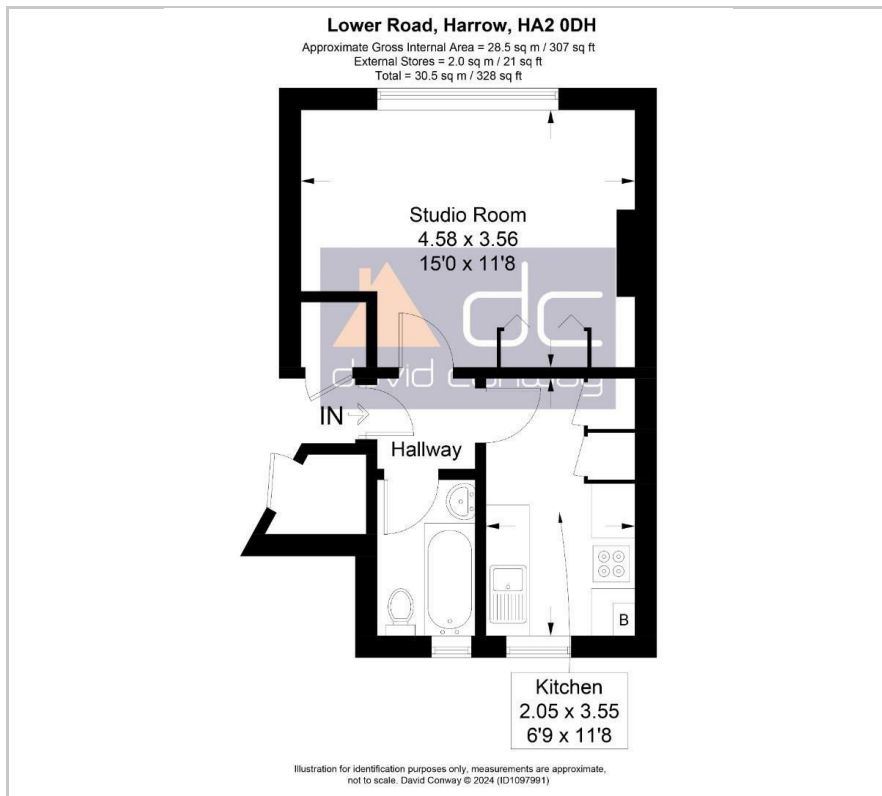 Lower Road, Harrow, HA2 0DH
Approximate Gross Internal Area = 28.5 sq m / 307 sq ft
External Stores = 2.0 sq m / 21 sq ft
Total = 30.5 sq m / 328 sq ft
Studio Room
4.58 x 3.56
15'0 x 11'8
dc
david conway
IN
Hallway
B
Kitchen
2.05 x 3.55
6'9 x 11'8
Illustration for identification purposes only, measurements are approximate,
not to scale. David Conway © 2024 (ID1097991)